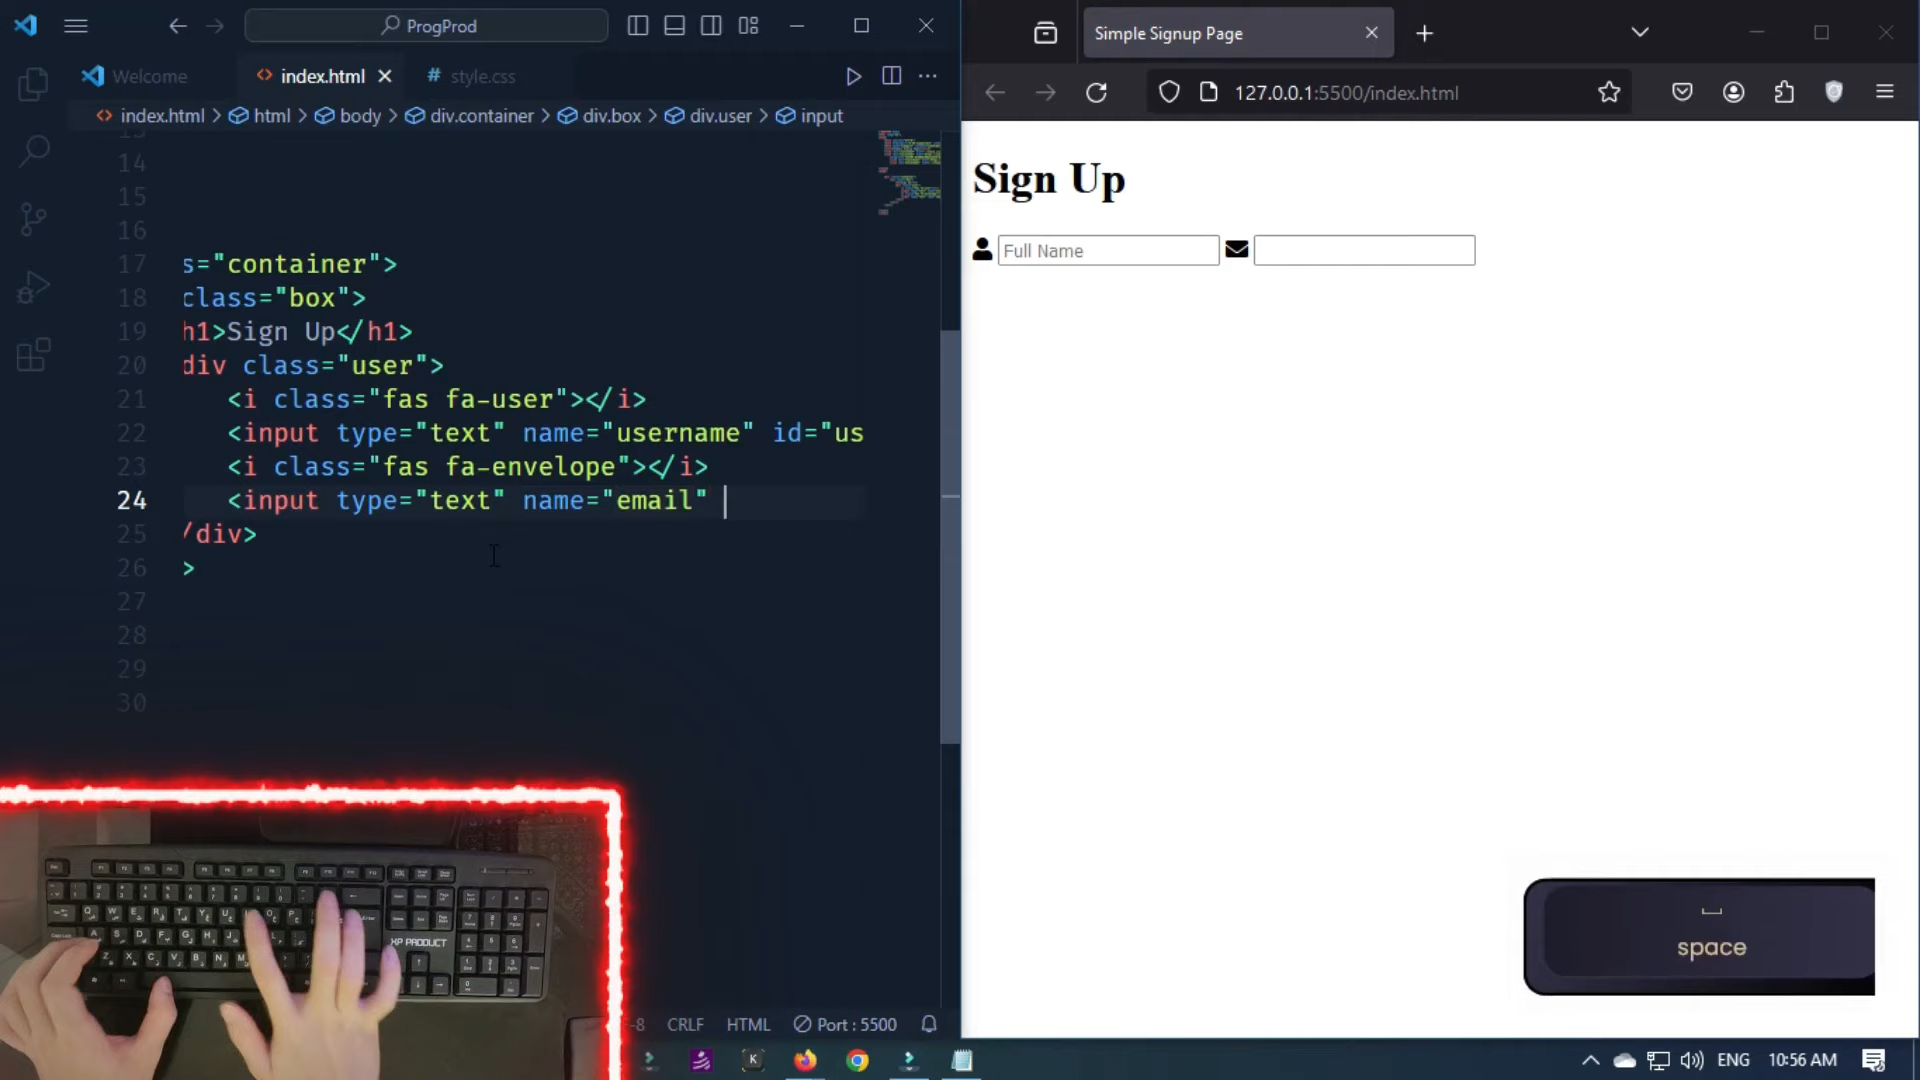 ProgProd
Welcome
index.html
# style.css
index.html > html > body > div.container > div.box > div.user > input
14
15
16
17 s="container">
18 class="box">
19 h1>Sign Up</h1>
20 div class="user">
21 <i class="fas fa-user"></i>
22 <input type="text" name="username" id="us
23 <i class="fas fa-envelope"></i>
24 <input type="text" name="email"
25 /div>
26 >
27
28
29
30
-8 CRLF HTML Port : 5500
Simple Signup Page
127.0.0.1:5500/index.html
Sign Up
Full Name
space
XP PRODUCT
K
ENG 10:56 AM